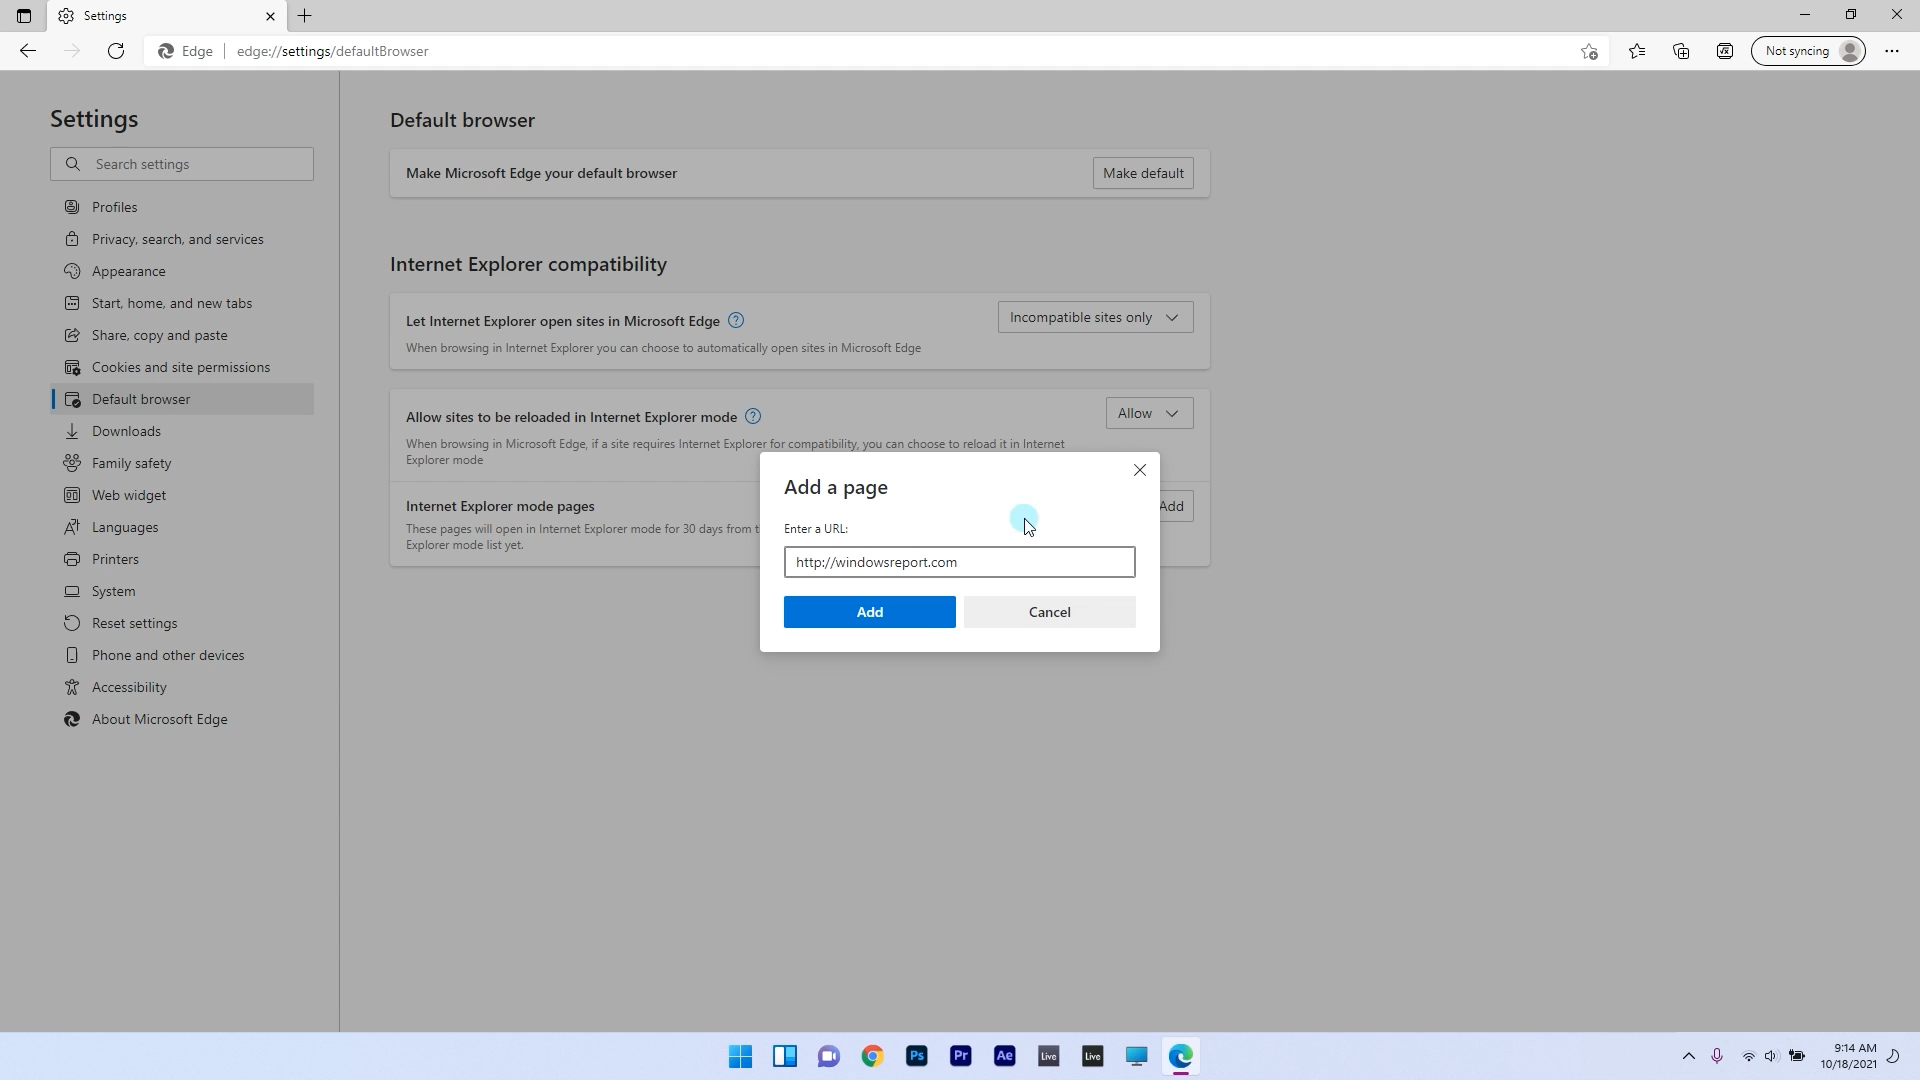 Settings
Edge
edge://settings/defaultBrowser
Not syncing
Settings
Search settings
Profiles
Privacy, search, and services
Appearance
Start, home, and new tabs
Share, copy and paste
Cookies and site permissions
Default browser
Downloads
Family safety
Web widget
Languages
Printers
System
Reset settings
Phone and other devices
Accessibility
About Microsoft Edge
Default browser
Make Microsoft Edge your default browser
Make default
Internet Explorer compatibility
Let Internet Explorer open sites in Microsoft Edge
Incompatible sites only
When browsing in Internet Explorer you can choose to automatically open sites in Microsoft Edge
Allow sites to be reloaded in Internet Explorer mode
Allow
When browsing in Microsoft Edge, if a site requires Internet Explorer for compatibility, you can choose to reload it in Internet
Explorer mode
Internet Explorer mode pages
Add
These pages will open in Internet Explorer mode for 30 days from
Explorer mode list yet.
Add a page
Enter a URL:
http://windowsreport.com
Add
Cancel
Ps
Pr
Ae
Live
Live
9:14 AM
10/18/2021